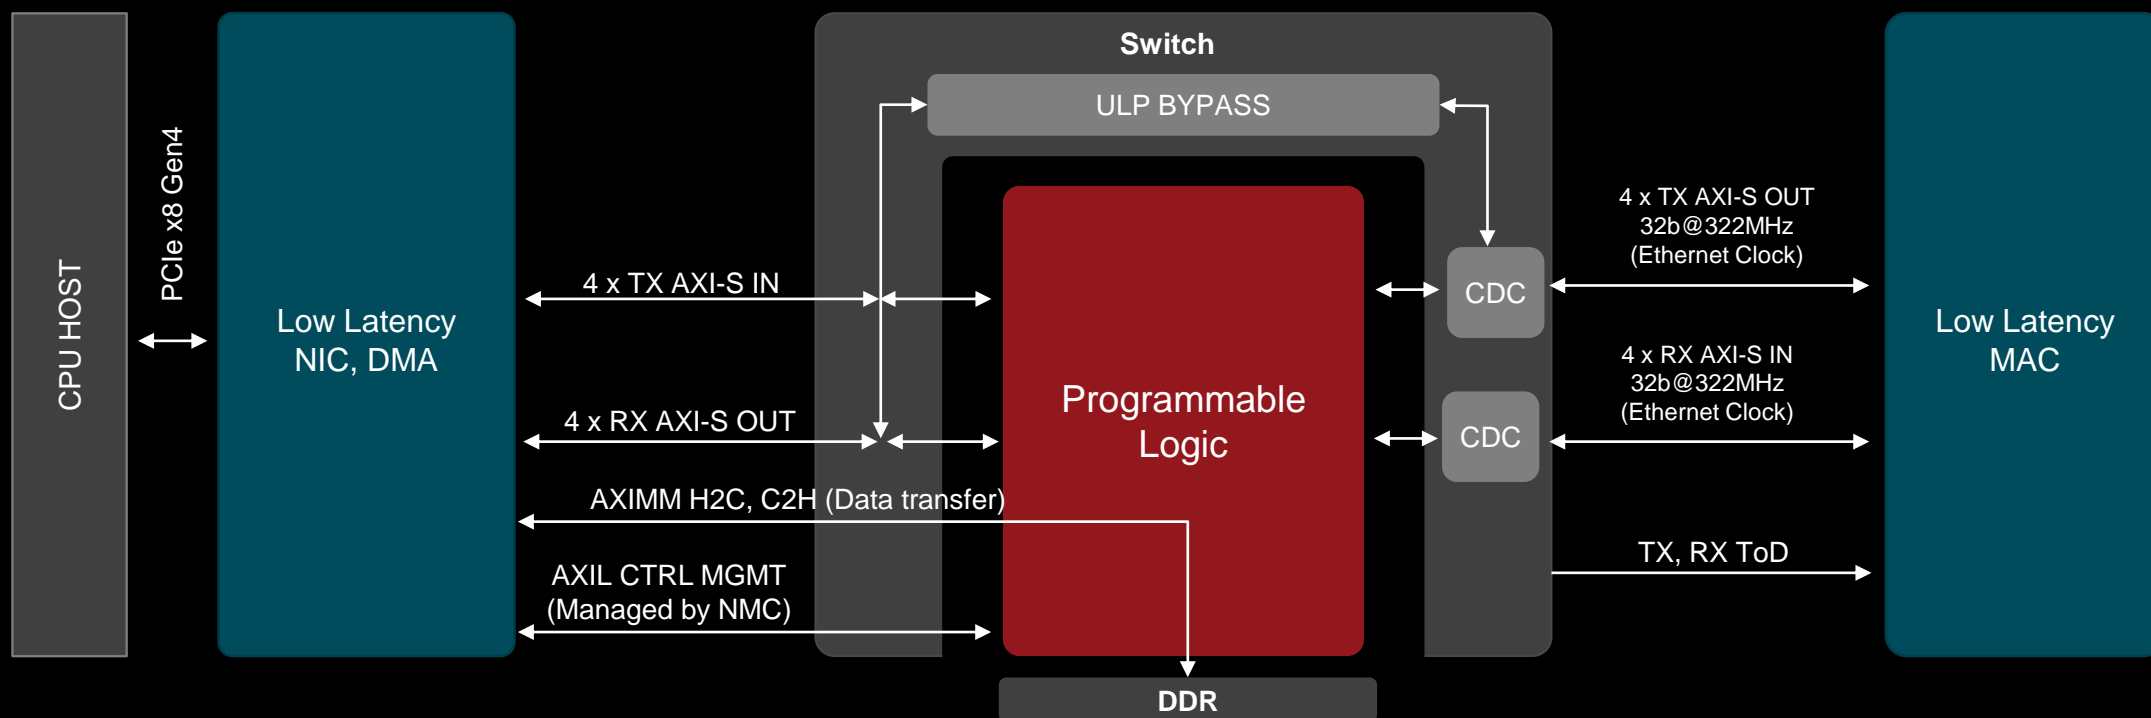 CPU HOST
PCIe x8 Gen4
Low Latency
NIC, DMA
4 x TX AXI-S IN
4 x RX AXI-S OUT
AXIMM H2C, C2H (Data transfer)
AXIL CTRL MGMT
(Managed by NMC)
Switch
ULP BYPASS
Programmable
Logic
CDC
CDC
DDR
4 x TX AXI-S OUT
32b@322MHz
(Ethernet Clock)
4 x RX AXI-S IN
32b@322MHz
(Ethernet Clock)
TX, RX ToD
Low Latency
MAC